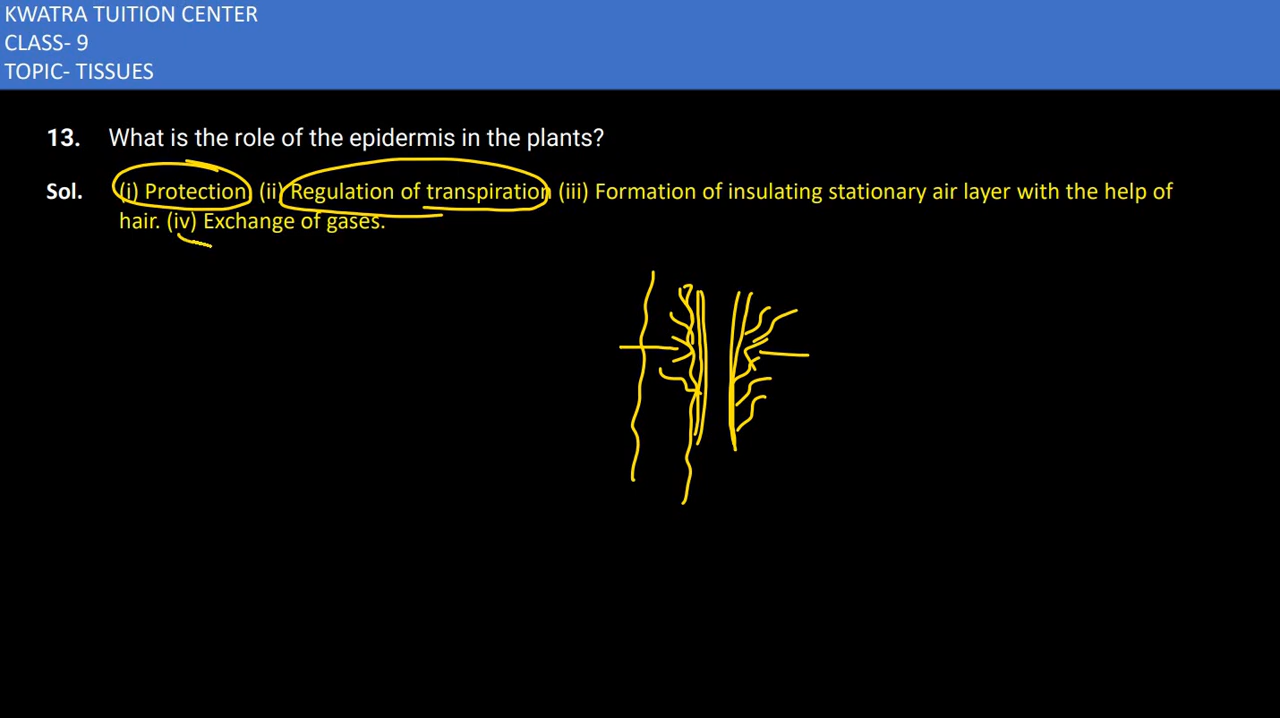 KWATRA TUITION CENTER
CLASS- 9
TOPIC- TISSUES
13. What is the role of the epidermis in the plants?
Sol. (i) Protection (ii) Regulation of transpiration (iii) Formation of insulating stationary air layer with the help of
hair. (iv) Exchange of gases.